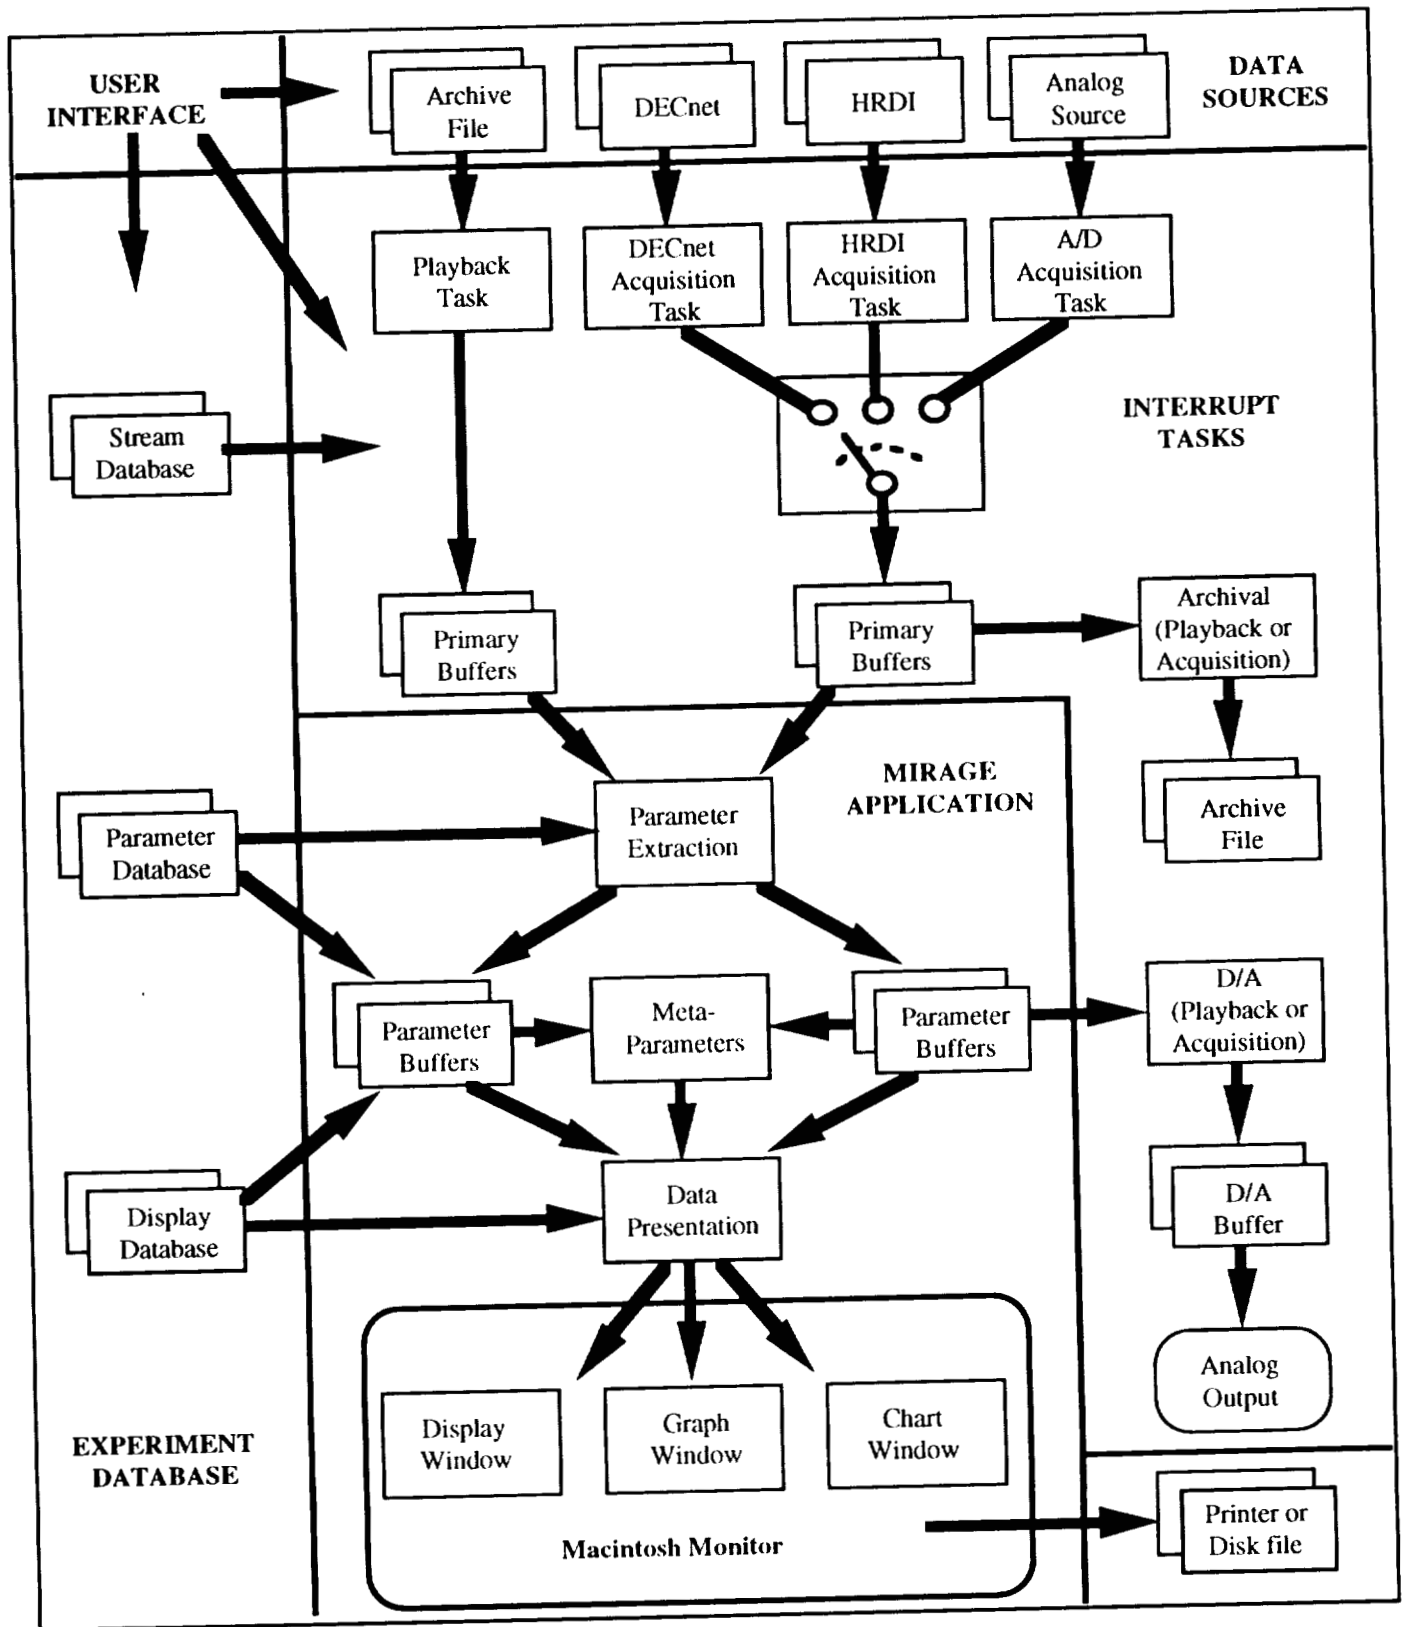 USER
INTERFACE
Archive
File
DECnet
HRDI
Analog
Source
DATA
SOURCES
Playback
Task
DECnet
Acquisition
Task
HRDI
Acquisition
Task
A/D
Acquisition
Task
INTERRUPT
TASKS
Stream
Database
Primary
Buffers
Primary
Buffers
Archival
(Playback or
Acquisition)
MIRAGE
APPLICATION
Archive
File
Parameter
Database
Parameter
Extraction
Parameter
Buffers
Meta-
Parameters
Parameter
Buffers
D/A
(Playback or
Acquisition)
Display
Database
Data
Presentation
D/A
Buffer
Analog
Output
Display
Window
Graph
Window
Chart
Window
EXPERIMENT
DATABASE
Macintosh Monitor
Printer or
Disk file